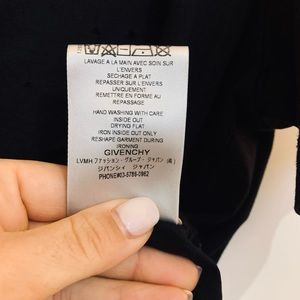 LAVAGE A LA MAIN AVEC SOIN SUR
L'ENVERS
SECHAGE A PLAT
REPASSER SUR L'ENVERS
UNIQUEMENT
REMETTRE EN FORME AU
REPASSAGE
HAND WASHING WITH CARE
INSIDE OUT
DRYING FLAT
IRON INSIDE OUT ONLY
RESHAPE GARMENT DURING
IRONING
GIVENCHY
LVMH ファッション・グループ・ジャパン (株)
ジバンシィ ジャパン
PHONE#03-5786-0962